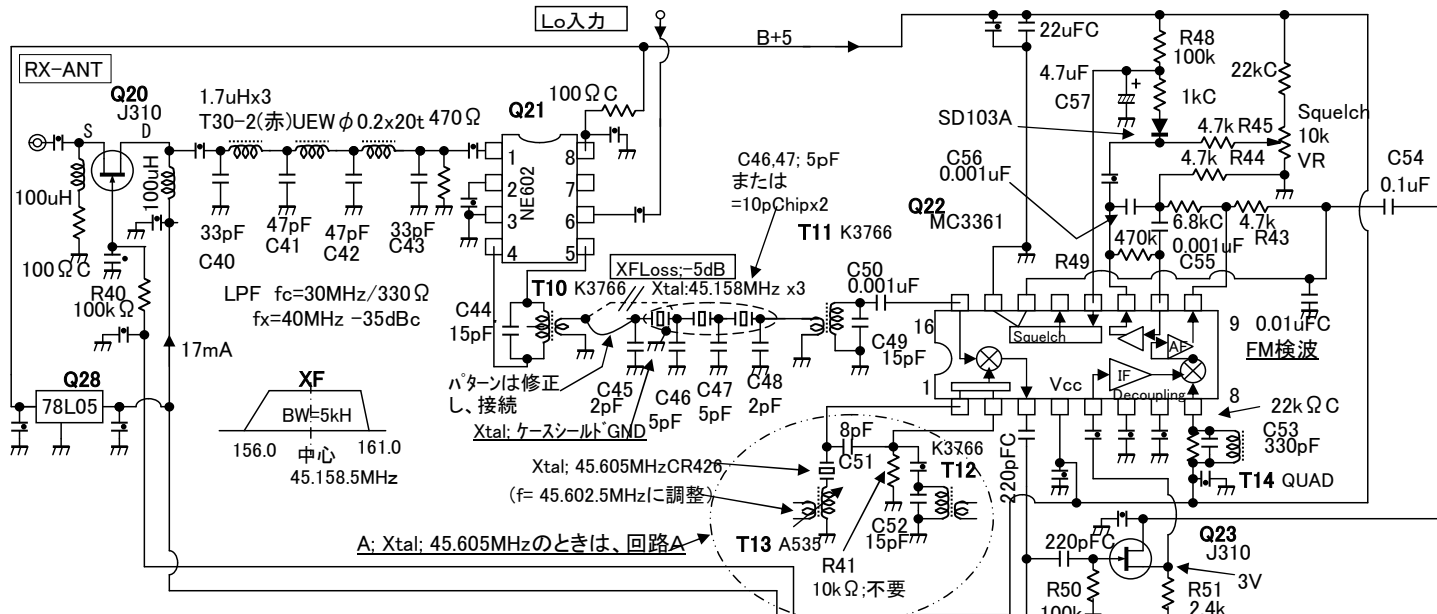 Lo入力
B+5
RX-ANT
Q20
J310
S
D
1.7uHx3
T30-2(赤)UEWφ0.2x20t
470Ω
100uH
100uH
100ΩC
33pF
C40
47pF
C41
47pF
C42
33pF
C43
LPF fc=30MHz/330Ω
fx=40MHz -35dBc
R40
100kΩ
17mA
Q28
78L05
XF
BW=5kH
156.0
161.0
中心
45.158.5MHz
Q21
100ΩC
NE602
1
2
3
4
8
7
6
5
C44
15pF
T10 K3766
XFLoss;-5dB
Xtal:45.158MHz x3
C46,47; 5pF
または
=10pChipx2
パターンは修正
し、接続
C45
2pF
C46
5pF
C47
5pF
C48
2pF
Xtal; ケースシールドGND
T11 K3766
C50
0.001uF
C49
15pF
22uFC
4.7uF
C57
R48
100k
1kC
SD103A
22kC
Squelch
10k
VR
4.7k R45
4.7k
R44
C56
0.001uF
Q22
MC3361
6.8kC
4.7k
R43
470k
R49
0.001uF
C55
C54
0.1uF
0.01uFC
FM検波
16
9
1
8
Squelch
AF
IF
Vcc
Decoupling
22kΩC
C53
330pF
T14 QUAD
8pF
C51
K3766
T12
Xtal; 45.605MHzCR426
(f= 45.602.5MHzに調整)
C52
15pF
T13 A535
R41
10kΩ;不要
A; Xtal; 45.605MHzのときは、回路A
220pFC
220pFC
Q23
J310
3V
R50
100k
R51
2.4k